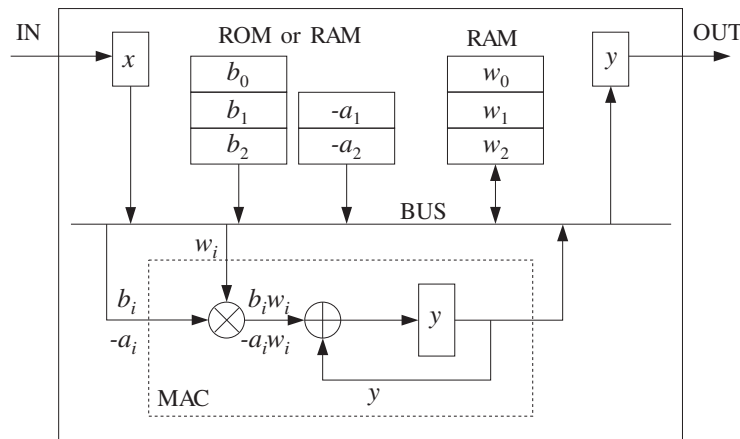 IN
ROM or RAM
RAM
OUT
x
b₀
b₁
b₂
-a₁
-a₂
w₀
w₁
w₂
y
BUS
wᵢ
bᵢ
-aᵢ
bᵢwᵢ
-aᵢwᵢ
y
y
MAC